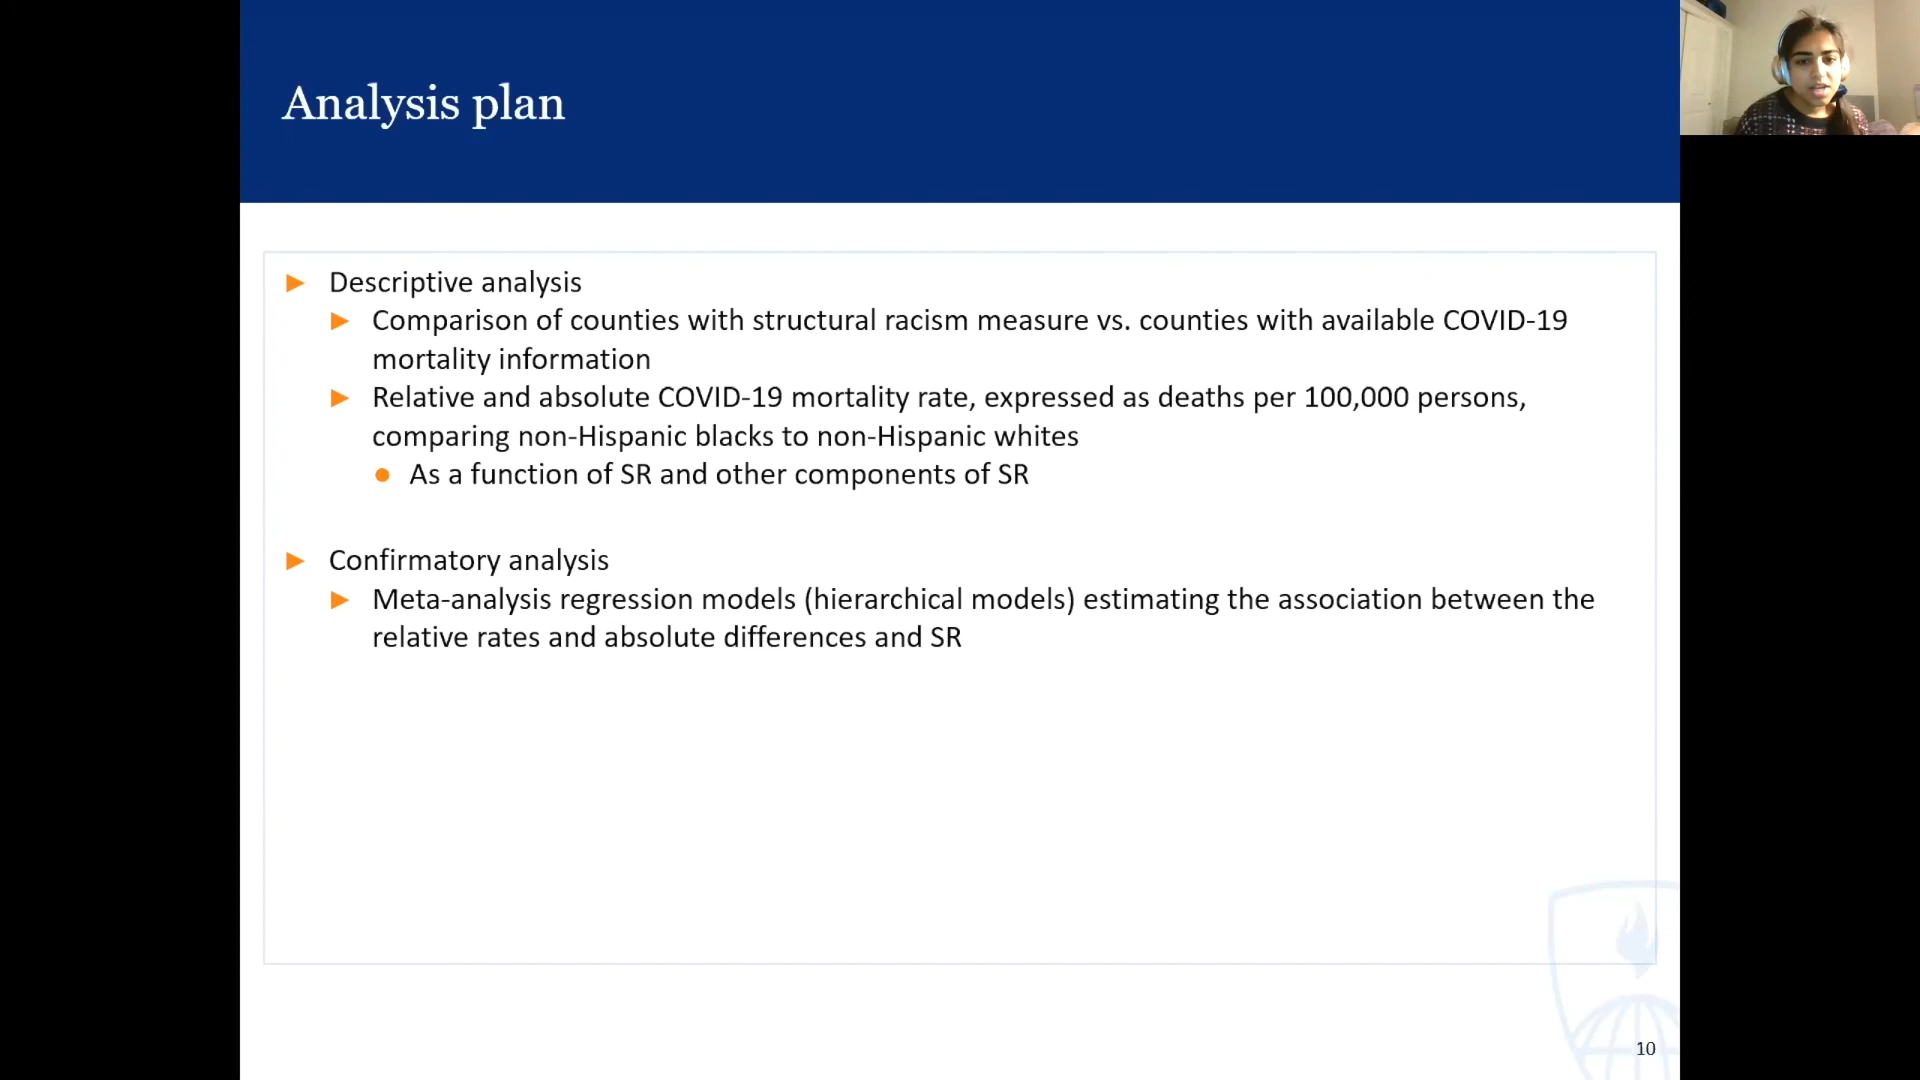 Analysis plan
Descriptive analysis
Comparison of counties with structural racism measure vs. counties with available COVID-19
mortality information
Relative and absolute COVID-19 mortality rate, expressed as deaths per 100,000 persons,
comparing non-Hispanic blacks to non-Hispanic whites
As a function of SR and other components of SR
Confirmatory analysis
Meta-analysis regression models (hierarchical models) estimating the association between the
relative rates and absolute differences and SR
10